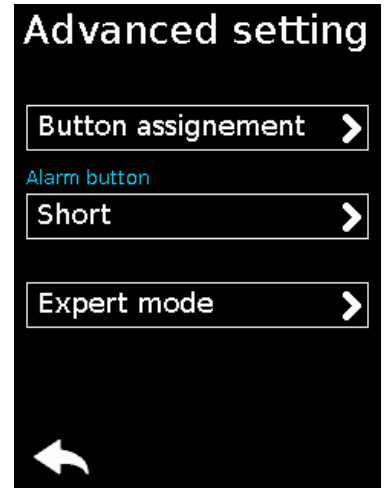 Advanced setting
Button assignement
Alarm button
Short
Expert mode